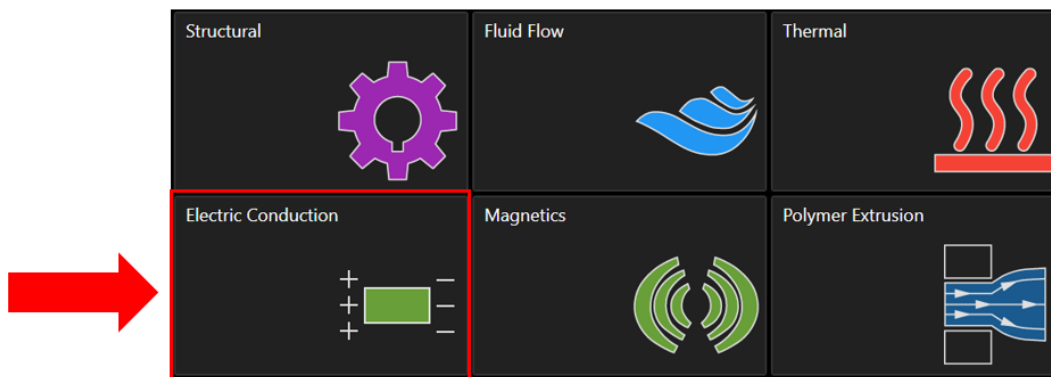 Structural
Fluid Flow
Thermal
Electric Conduction
Magnetics
Polymer Extrusion